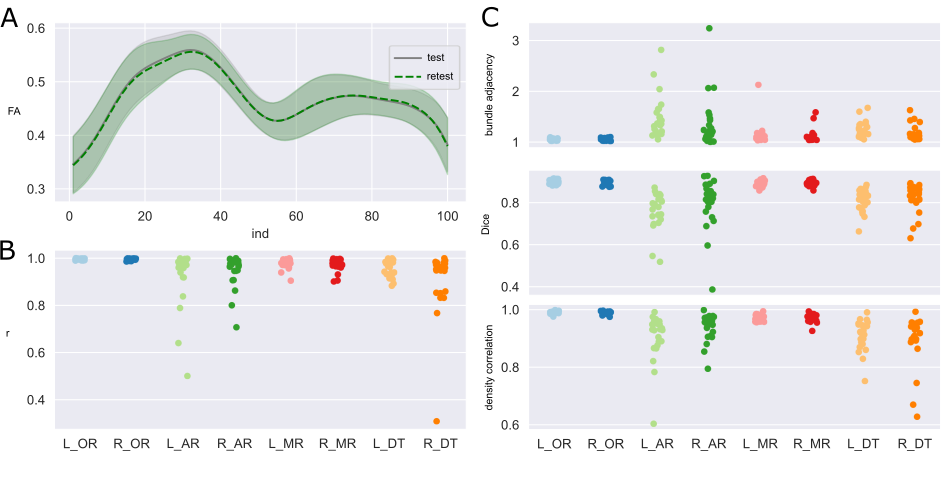 A
0.6
0.5
0.4
0.3
FA
test
retest
0 20 40 60 80 100
ind
B
1.0
0.8
0.6
0.4
r
L_OR R_OR L_AR R_AR L_MR R_MR L_DT R_DT
C
3
2
1
bundle adjacency
0.8
0.6
0.4
Dice
1.0
0.8
0.6
density correlation
L_OR R_OR L_AR R_AR L_MR R_MR L_DT R_DT